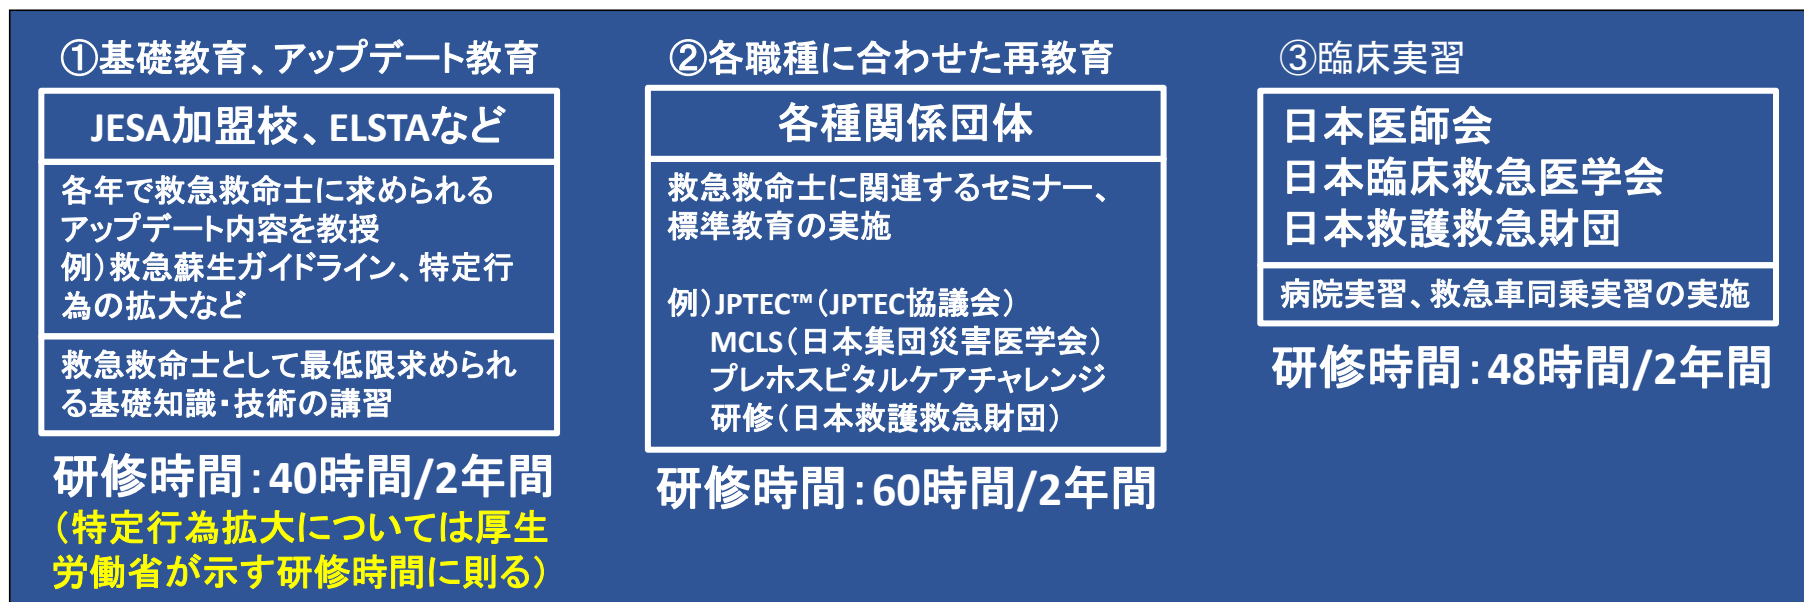 ①基礎教育、アップデート教育
JESA加盟校、ELSTAなど
各年で救急救命士に求められる
アップデート内容を教授
例）救急蘇生ガイドライン、特定行
為の拡大など
救急救命士として最低限求められ
る基礎知識・技術の講習
研修時間：40時間/2年間
（特定行為拡大については厚生
労働省が示す研修時間に則る）
②各職種に合わせた再教育
各種関係団体
救急救命士に関連するセミナー、
標準教育の実施
例）JPTEC™（JPTEC協議会）
MCLS（日本集団災害医学会）
プレホスピタルケアチャレンジ
研修（日本救護救急財団）
研修時間：60時間/2年間
③臨床実習
日本医師会
日本臨床救急医学会
日本救護救急財団
病院実習、救急車同乗実習の実施
研修時間：48時間/2年間